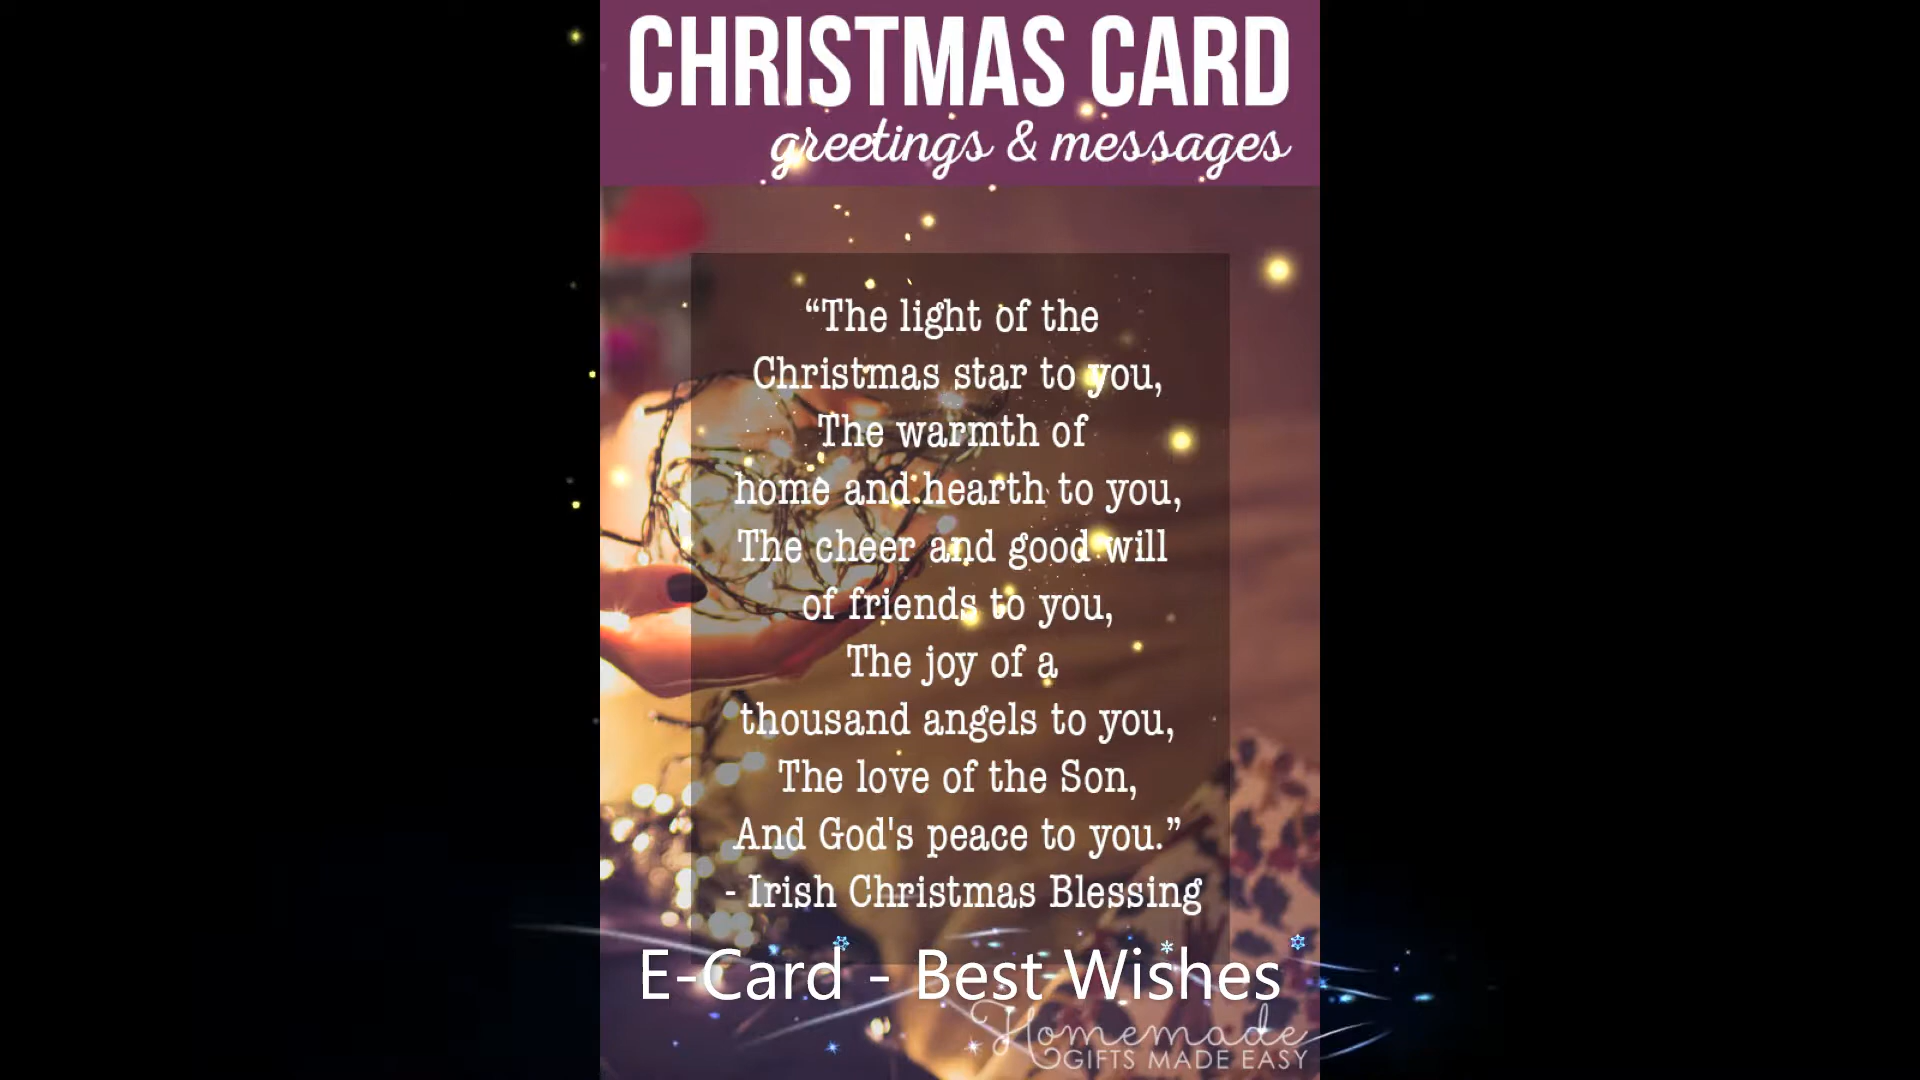 CHRISTMAS CARD
greetings & messages
“The light of the
Christmas star to you,
The warmth of
home and hearth to you,
The cheer and good will
of friends to you,
The joy of a
thousand angels to you,
The love of the Son,
And God's peace to you.”
- Irish Christmas Blessing
E-Card - Best Wishes
Homemade
GIFTS MADE EASY